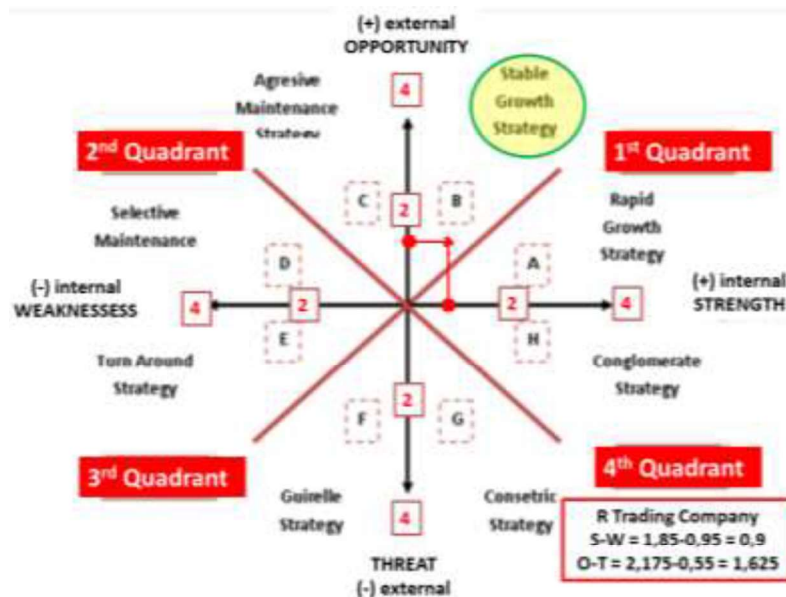 (+) external
OPPORTUNITY
Agresive
Maintenance
Strategy
4
Stable
Growth
Strategy
2nd Quadrant
1st Quadrant
C
2
B
Selective
Maintenance
Rapid
Growth
Strategy
D
A
(-) internal
WEAKNESSESS
4
2
2
4
(+) internal
STRENGTH
E
H
Turn Around
Strategy
Conglomerate
Strategy
F
2
G
3rd Quadrant
4th Quadrant
Guirelle
Strategy
4
Consetric
Strategy
R Trading Company
S-W = 1,85-0,95 = 0,9
O-T = 2,175-0,55 = 1,625
THREAT
(-) external